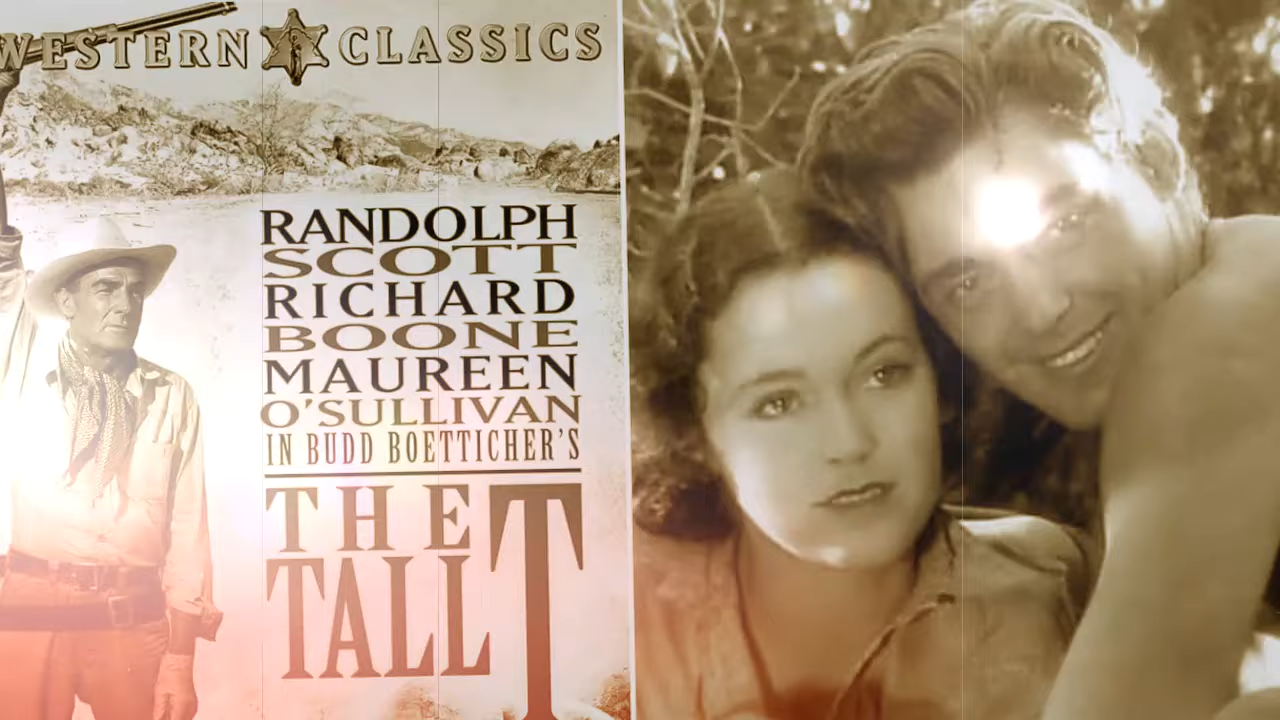 WESTERN CLASSICS
RANDOLPH
SCOTT
RICHARD
BOONE
MAUREEN
O'SULLIVAN
IN BUDD BOETTICHER'S
THE
TALL T